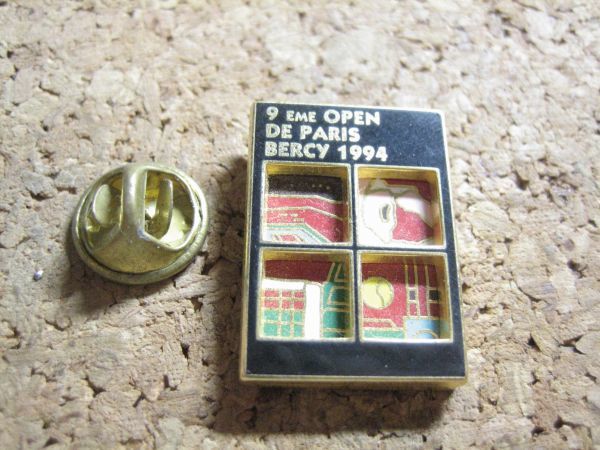 9 EME OPEN
DE PARIS
BERCY 1994